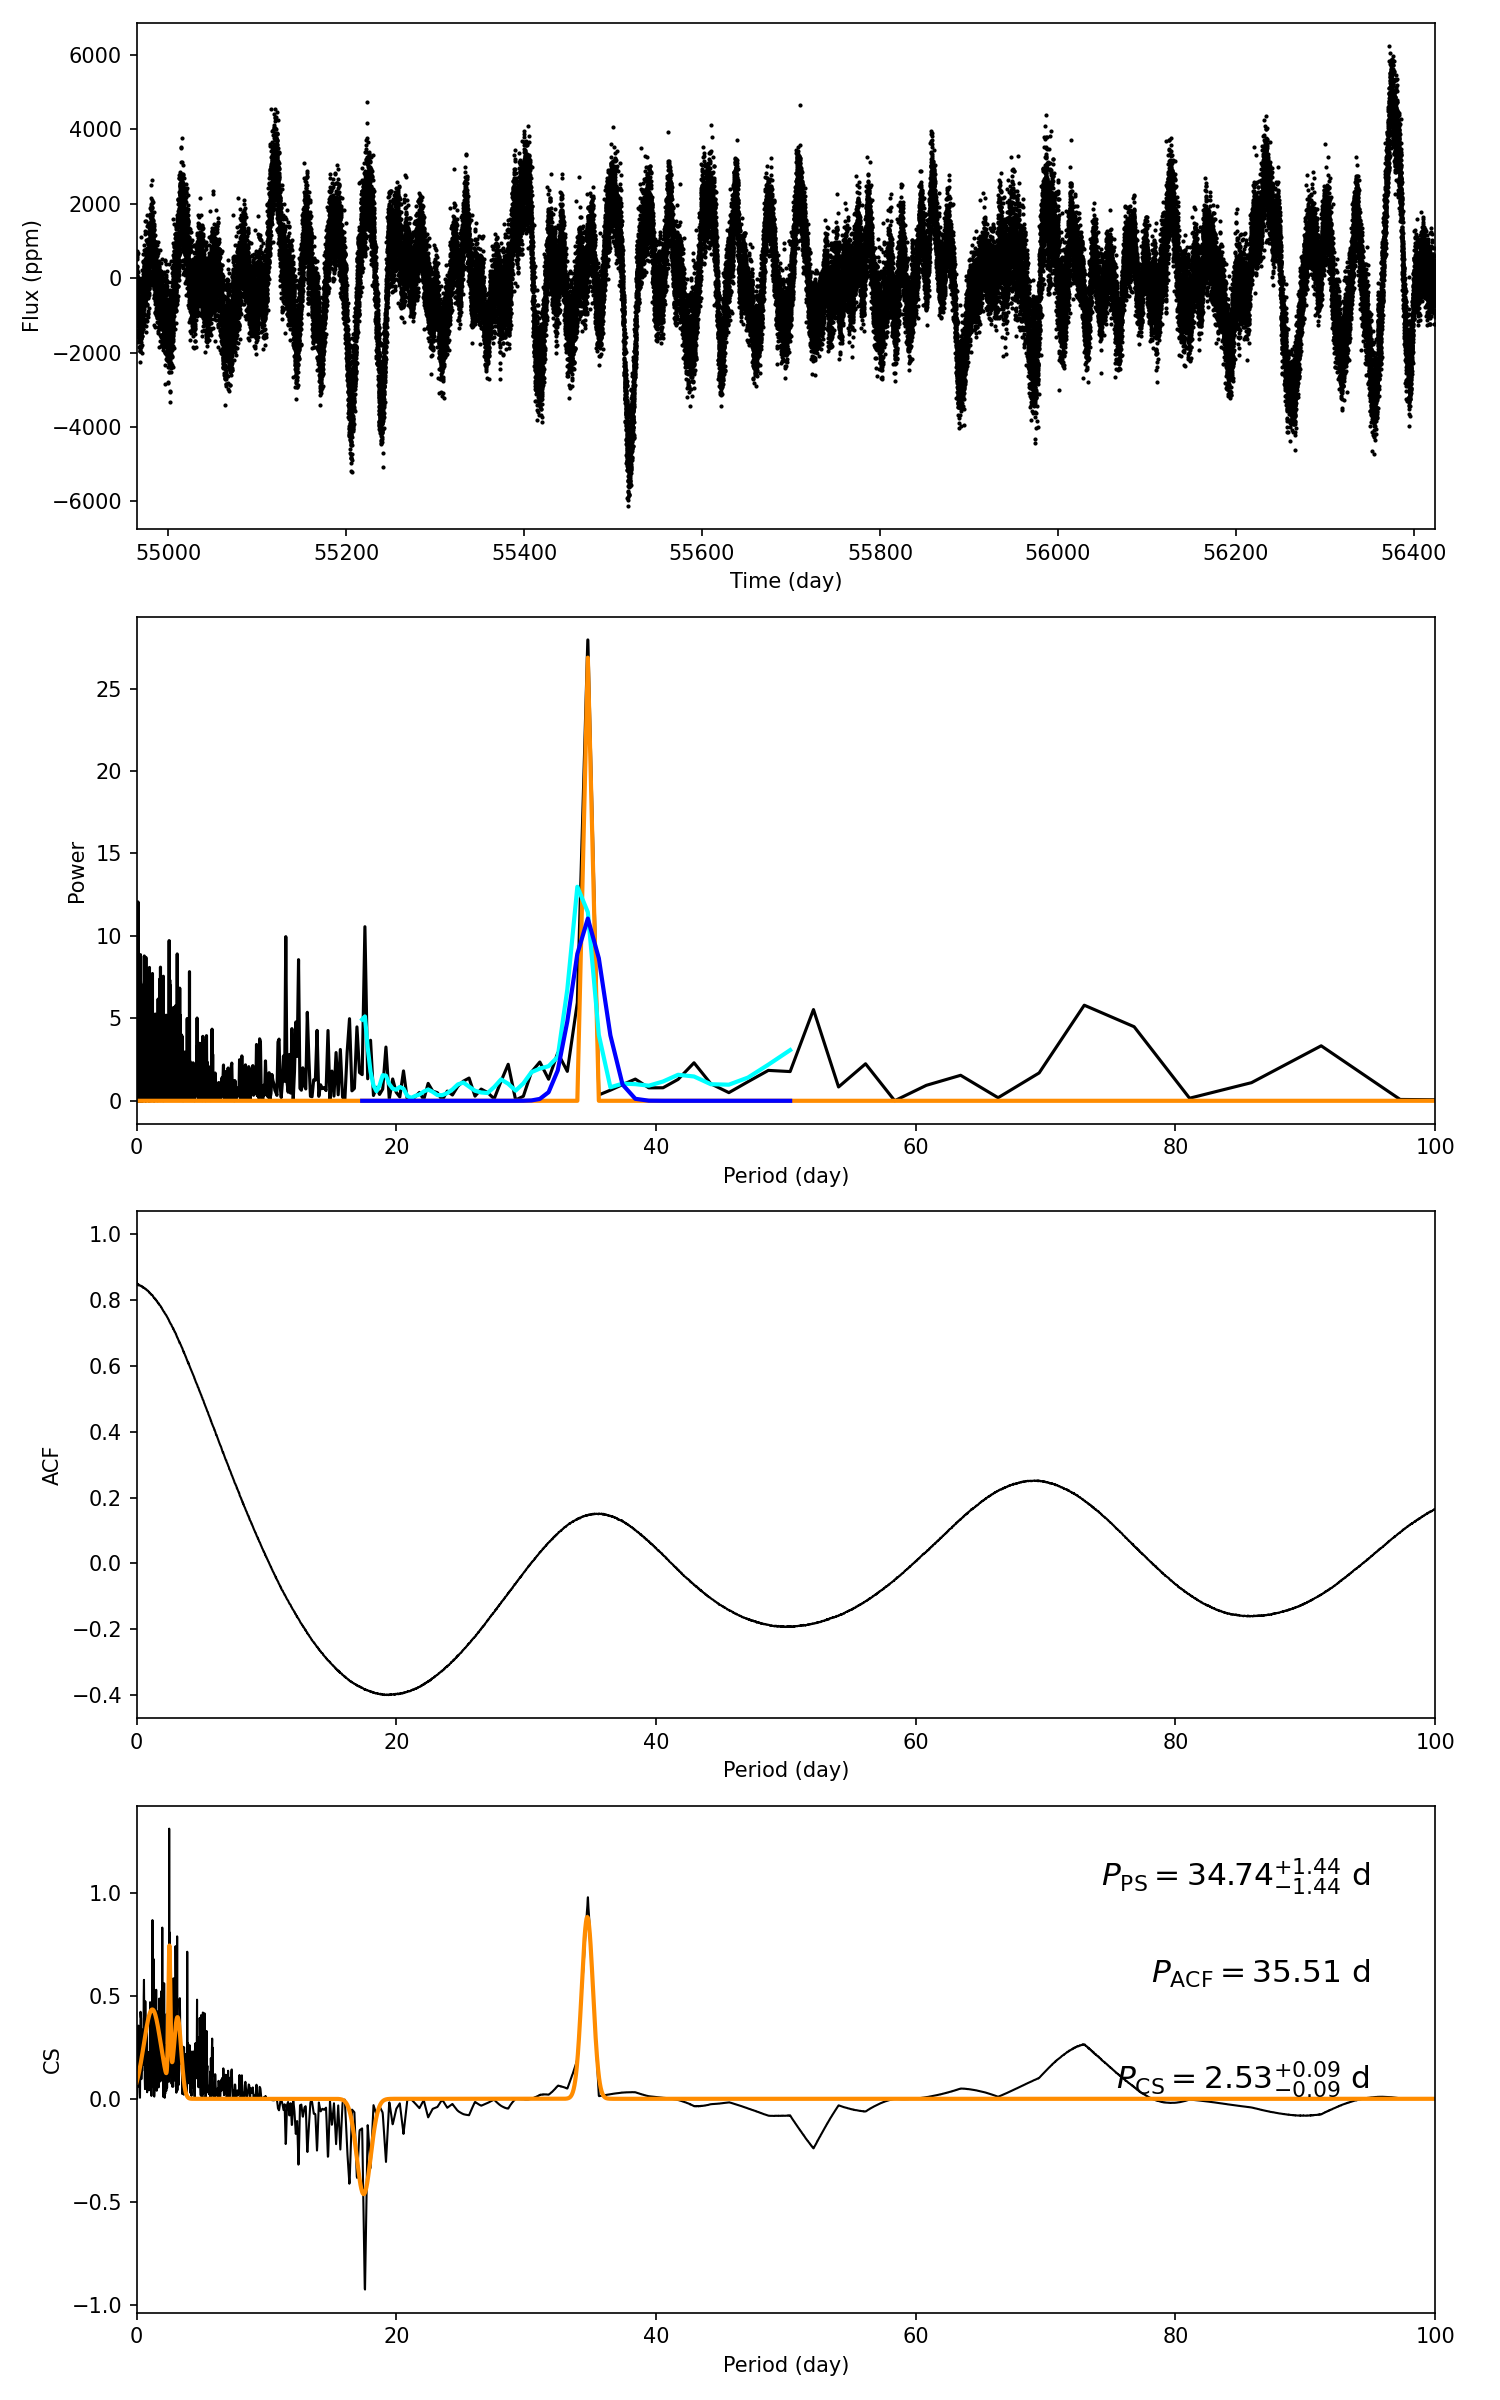 6000
4000
2000
0
−2000
−4000
−6000
Flux (ppm)
55000 55200 55400 55600 55800 56000 56200 56400
Time (day)
25
20
15
10
5
0
Power
0 20 40 60 80 100
Period (day)
1.0
0.8
0.6
0.4
0.2
0.0
−0.2
−0.4
ACF
0 20 40 60 80 100
Period (day)
1.0
0.5
0.0
−0.5
−1.0
CS
P_PS = 34.74^{+1.44}_{−1.44} d
P_ACF = 35.51 d
P_CS = 2.53^{+0.09}_{−0.09} d
0 20 40 60 80 100
Period (day)